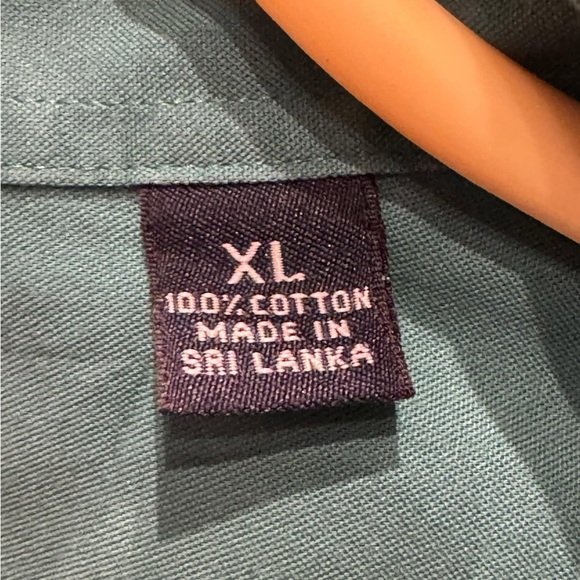 XL
100% COTTON
MADE IN
SRI LANKA